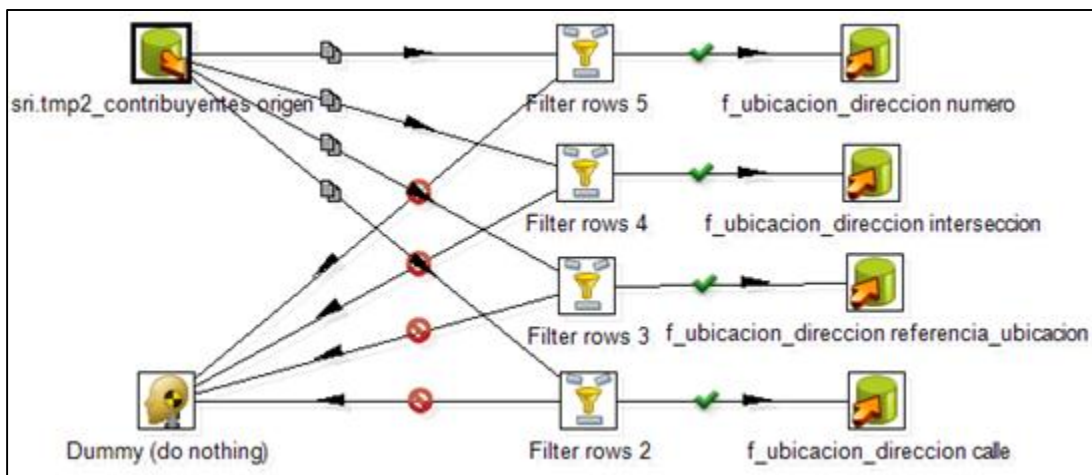 sri.tmp2_contribuyentes origen
Filter rows 5
f_ubicacion_direccion numero
Filter rows 4
f_ubicacion_direccion interseccion
Filter rows 3
f_ubicacion_direccion referencia_ubicacion
Dummy (do nothing)
Filter rows 2
f_ubicacion_direccion calle